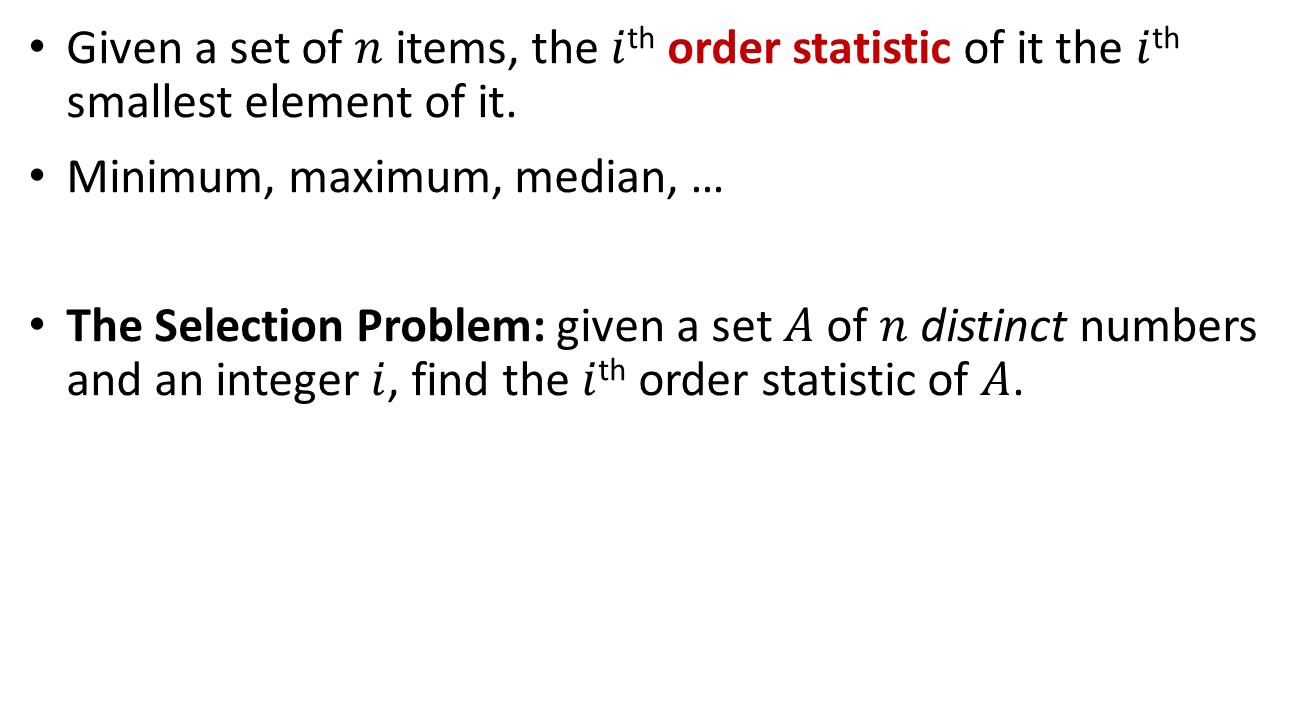 • Given a set of n items, the iᵗʰ order statistic of it the iᵗʰ
smallest element of it.
• Minimum, maximum, median, …
• The Selection Problem: given a set A of n distinct numbers
and an integer i, find the iᵗʰ order statistic of A.